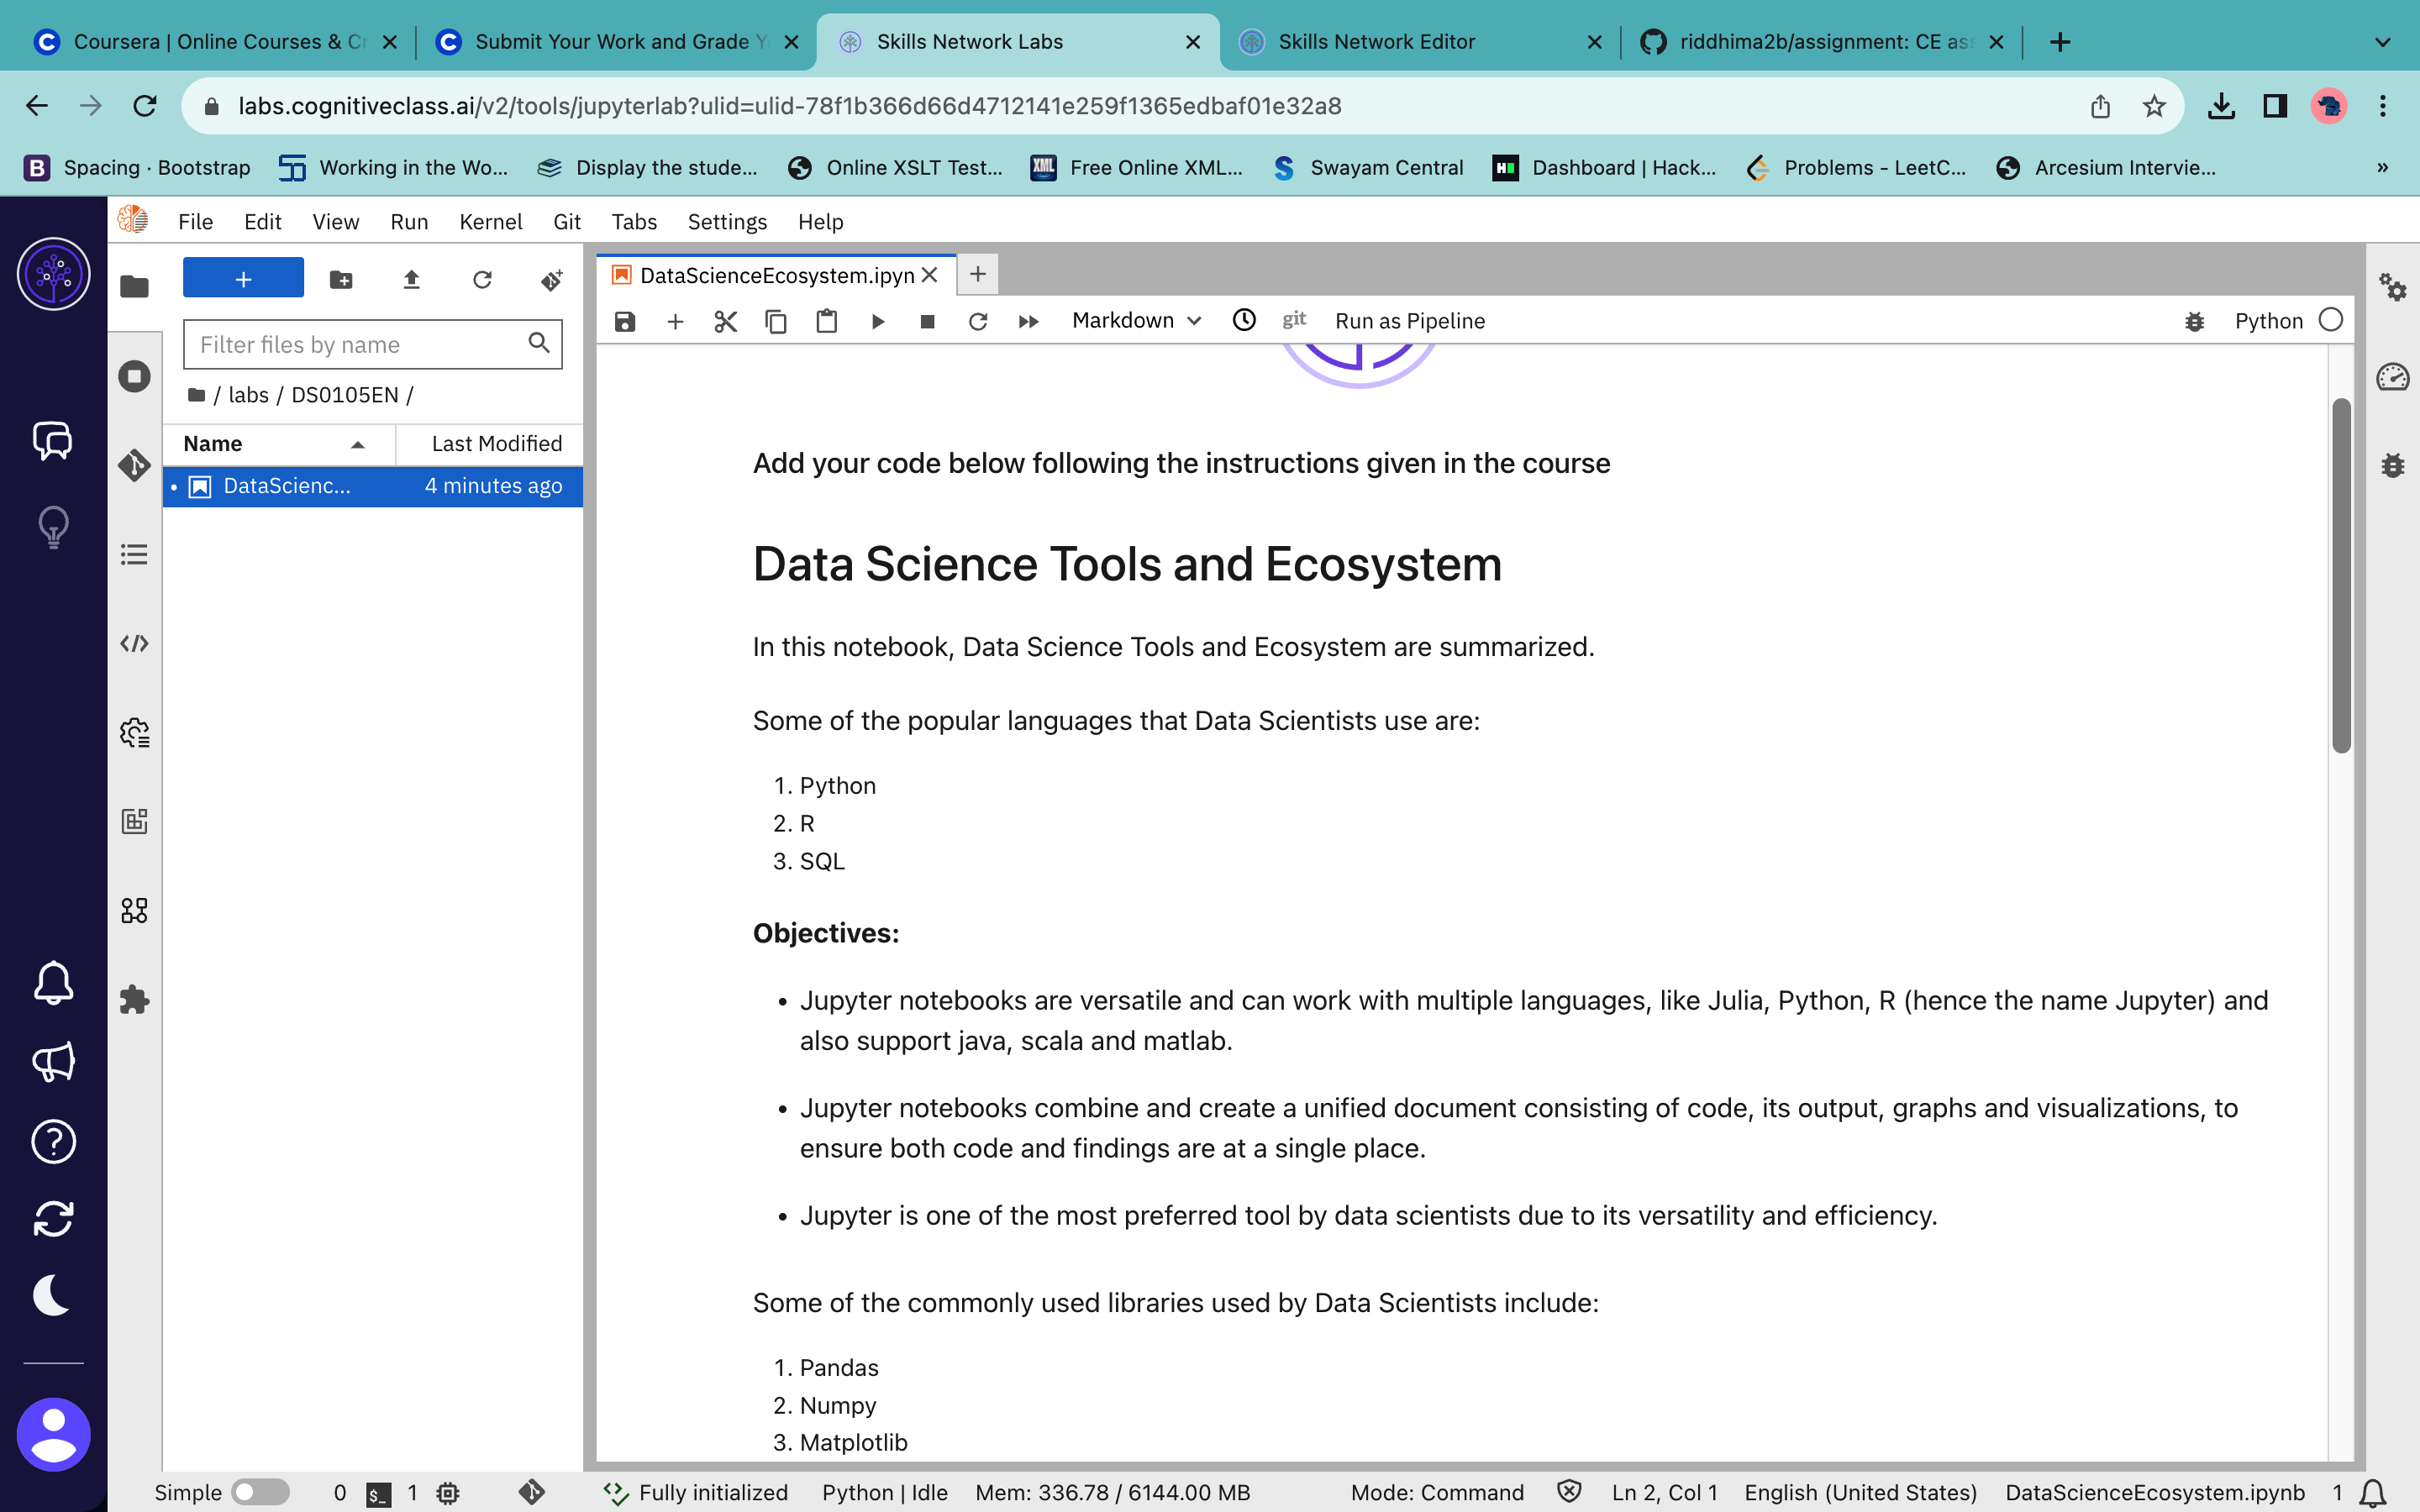 Coursera | Online Courses & Cr
Submit Your Work and Grade Y
Skills Network Labs
Skills Network Editor
riddhima2b/assignment: CE as
labs.cognitiveclass.ai/v2/tools/jupyterlab?ulid=ulid-78f1b366d66d4712141e259f1365edbaf01e32a8
Spacing · Bootstrap
Working in the Wo...
Display the stude...
Online XSLT Test...
Free Online XML...
Swayam Central
Dashboard | Hack...
Problems - LeetC...
Arcesium Intervie...
»
File Edit View Run Kernel Git Tabs Settings Help
DataScienceEcosystem.ipyn
Markdown
git
Run as Pipeline
Python
Filter files by name
/ labs / DS0105EN /
Name Last Modified
• DataScienc... 4 minutes ago
Add your code below following the instructions given in the course
Data Science Tools and Ecosystem
In this notebook, Data Science Tools and Ecosystem are summarized.
Some of the popular languages that Data Scientists use are:
1. Python
2. R
3. SQL
Objectives:
• Jupyter notebooks are versatile and can work with multiple languages, like Julia, Python, R (hence the name Jupyter) and
also support java, scala and matlab.
• Jupyter notebooks combine and create a unified document consisting of code, its output, graphs and visualizations, to
ensure both code and findings are at a single place.
• Jupyter is one of the most preferred tool by data scientists due to its versatility and efficiency.
Some of the commonly used libraries used by Data Scientists include:
1. Pandas
2. Numpy
3. Matplotlib
Simple 0 $_ 1 Fully initialized Python | Idle Mem: 336.78 / 6144.00 MB Mode: Command Ln 2, Col 1 English (United States) DataScienceEcosystem.ipynb 1